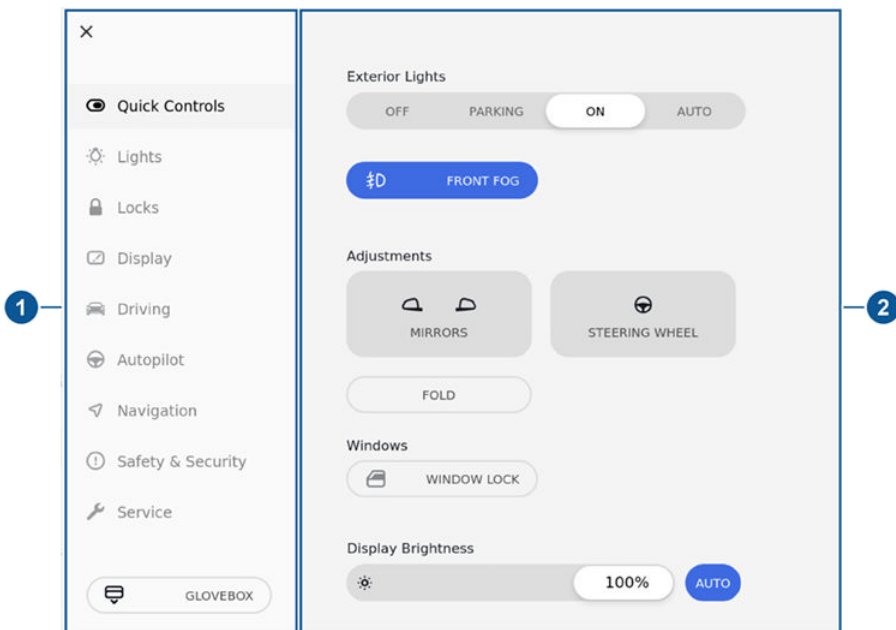 Quick Controls
Lights
Locks
Display
Driving
Autopilot
Navigation
Safety & Security
Service
GLOVEBOX
1
Exterior Lights
OFF PARKING ON AUTO
FRONT FOG
Adjustments
MIRRORS STEERING WHEEL
FOLD
Windows
WINDOW LOCK
Display Brightness
100% AUTO
2